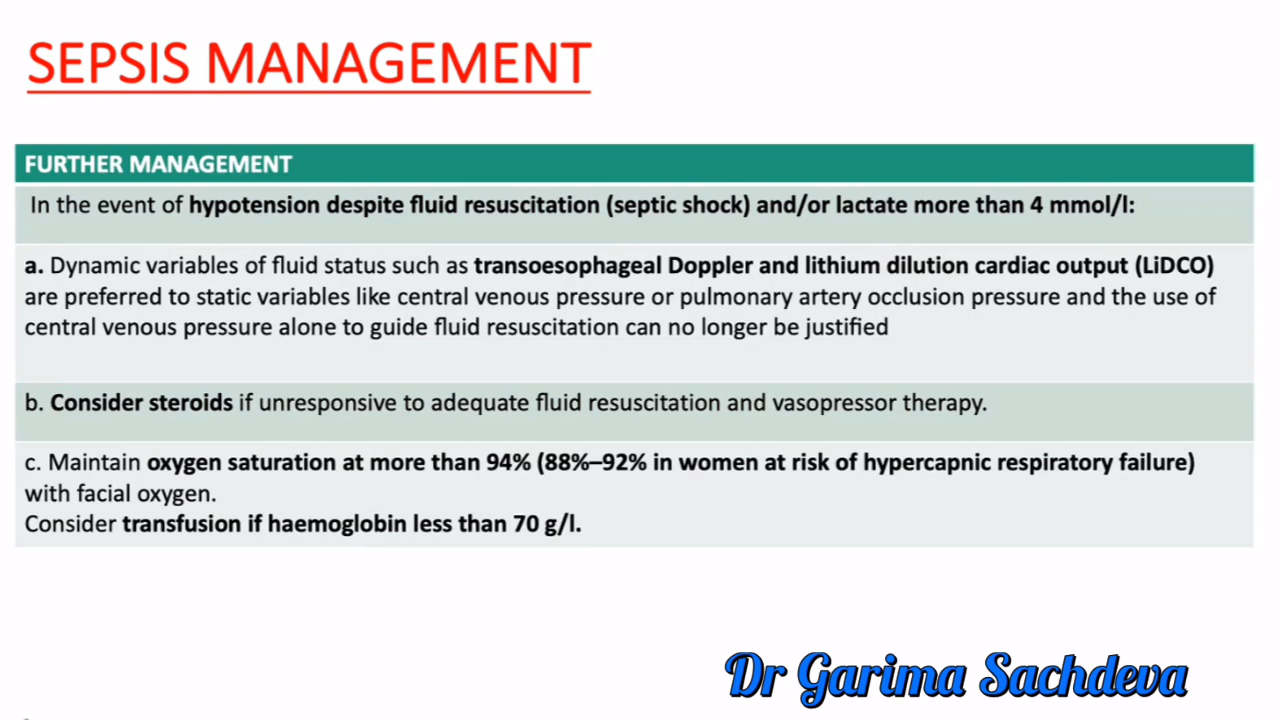 SEPSIS MANAGEMENT
FURTHER MANAGEMENT
In the event of hypotension despite fluid resuscitation (septic shock) and/or lactate more than 4 mmol/l:
a. Dynamic variables of fluid status such as transoesophageal Doppler and lithium dilution cardiac output (LiDCO)
are preferred to static variables like central venous pressure or pulmonary artery occlusion pressure and the use of
central venous pressure alone to guide fluid resuscitation can no longer be justified
b. Consider steroids if unresponsive to adequate fluid resuscitation and vasopressor therapy.
c. Maintain oxygen saturation at more than 94% (88%–92% in women at risk of hypercapnic respiratory failure)
with facial oxygen.
Consider transfusion if haemoglobin less than 70 g/l.
Dr Garima Sachdeva